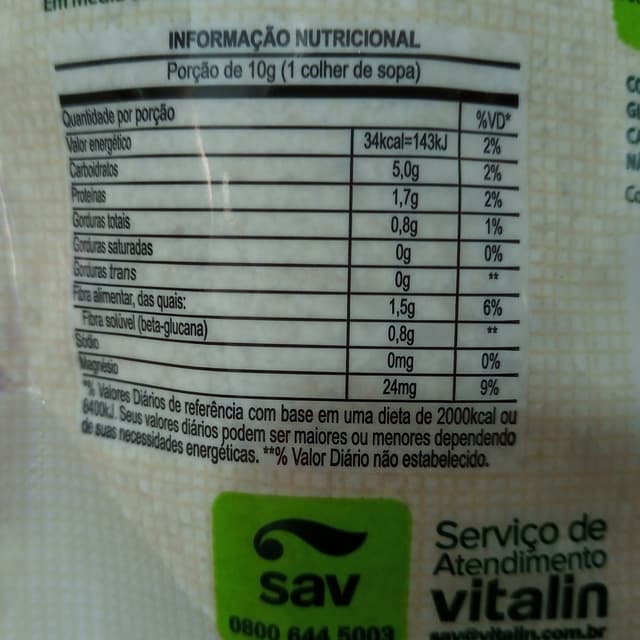 INFORMAÇÃO NUTRICIONAL
Porção de 10g (1 colher de sopa)
Quantidade por porção %VD*
Valor energético 34kcal=143kJ 2%
Carboidratos 5,0g 2%
Proteínas 1,7g 2%
Gorduras totais 0,8g 1%
Gorduras saturadas 0g 0%
Gorduras trans 0g **
Fibra alimentar, das quais: 1,5g 6%
Fibra solúvel (beta-glucana) 0,8g **
Sódio 0mg 0%
Magnésio 24mg 9%
*% Valores Diários de referência com base em uma dieta de 2000kcal ou
8400kJ. Seus valores diários podem ser maiores ou menores dependendo
de suas necessidades energéticas. **% Valor Diário não estabelecido.
sav
0800 644 5003
Serviço de
Atendimento
vitalin
sav@vitalin.com.br